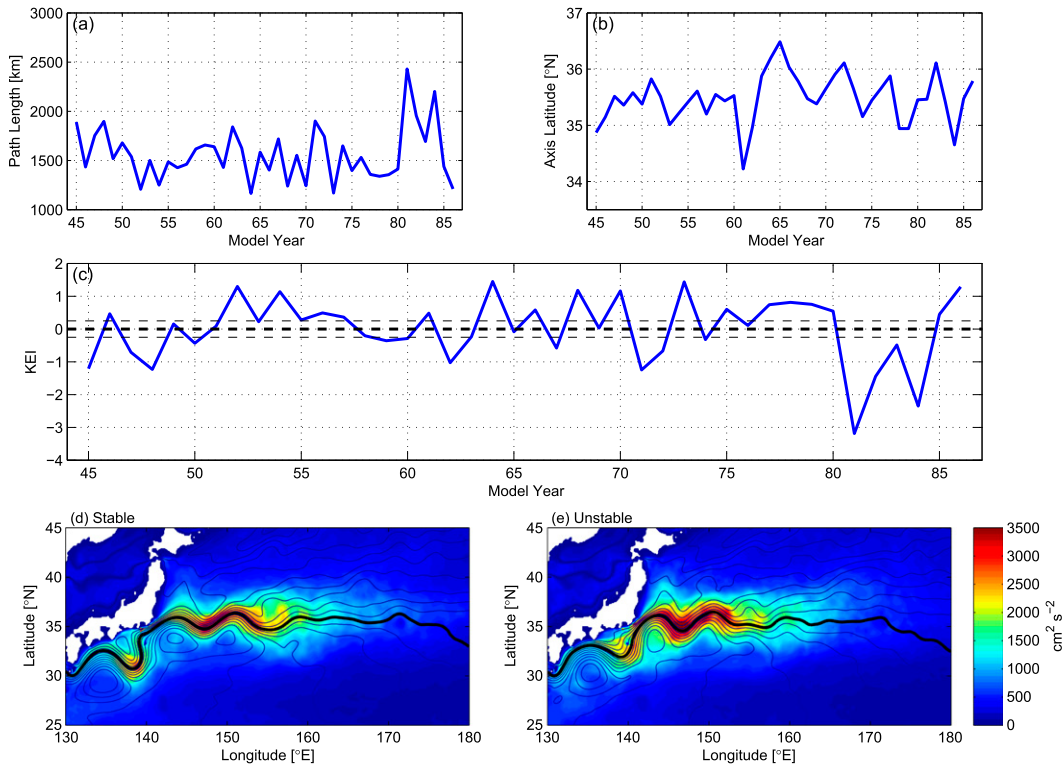 (a)
3000
2500
2000
1500
1000
Path Length [km]
45 50 55 60 65 70 75 80 85
Model Year
(b)
37
36
35
34
Axis Latitude [°N]
45 50 55 60 65 70 75 80 85
Model Year
(c)
2
1
0
−1
−2
−3
−4
KEI
45 50 55 60 65 70 75 80 85
Model Year
(d) Stable
45
40
35
30
25
Latitude [°N]
130 140 150 160 170 180
Longitude [°E]
(e) Unstable
45
40
35
30
25
Latitude [°N]
130 140 150 160 170 180
Longitude [°E]
3500
3000
2500
2000
1500
1000
500
0
cm² s⁻²